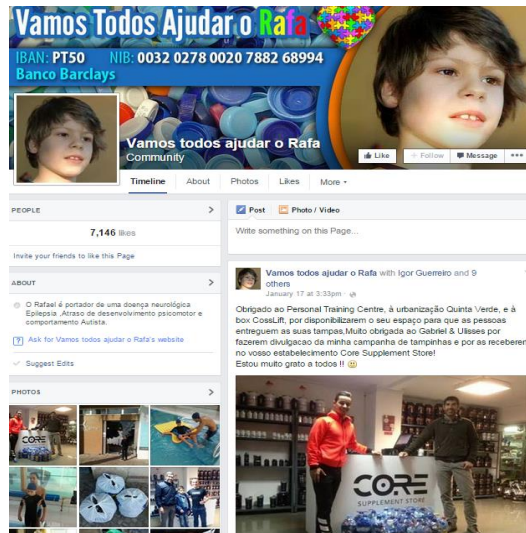 Vamos Todos Ajudar o Rafa
IBAN: PT50 NIB: 0032 0278 0020 7882 68994
Banco Barclays
Vamos todos ajudar o Rafa
Community
Like Follow Message
Timeline About Photos Likes More
PEOPLE
7,146 likes
Invite your friends to like this Page
ABOUT
O Rafael é portador de uma doença neurológica
Epilepsia ,Atraso de desenvolvimento psicomotor e
comportamento Autista.
Ask for Vamos todos ajudar o Rafa's website
Suggest Edits
PHOTOS
CORE
Post Photo / Video
Write something on this Page...
Vamos todos ajudar o Rafa with Igor Guerreiro and 9
others
January 17 at 3:33pm
Obrigado ao Personal Training Centre, à urbanização Quinta Verde, e à
box CossLift, por disponibilizarem o seu espaço para que as pessoas
entreguem as suas tampas,Muito obrigada ao Gabriel & Ulisses por
fazerem divulgacao da minha campanha de tampinhas e por as receberem
no vosso estabelecimento Core Supplement Store!
Estou muito grato a todos !!
CORE
SUPPLEMENT STORE